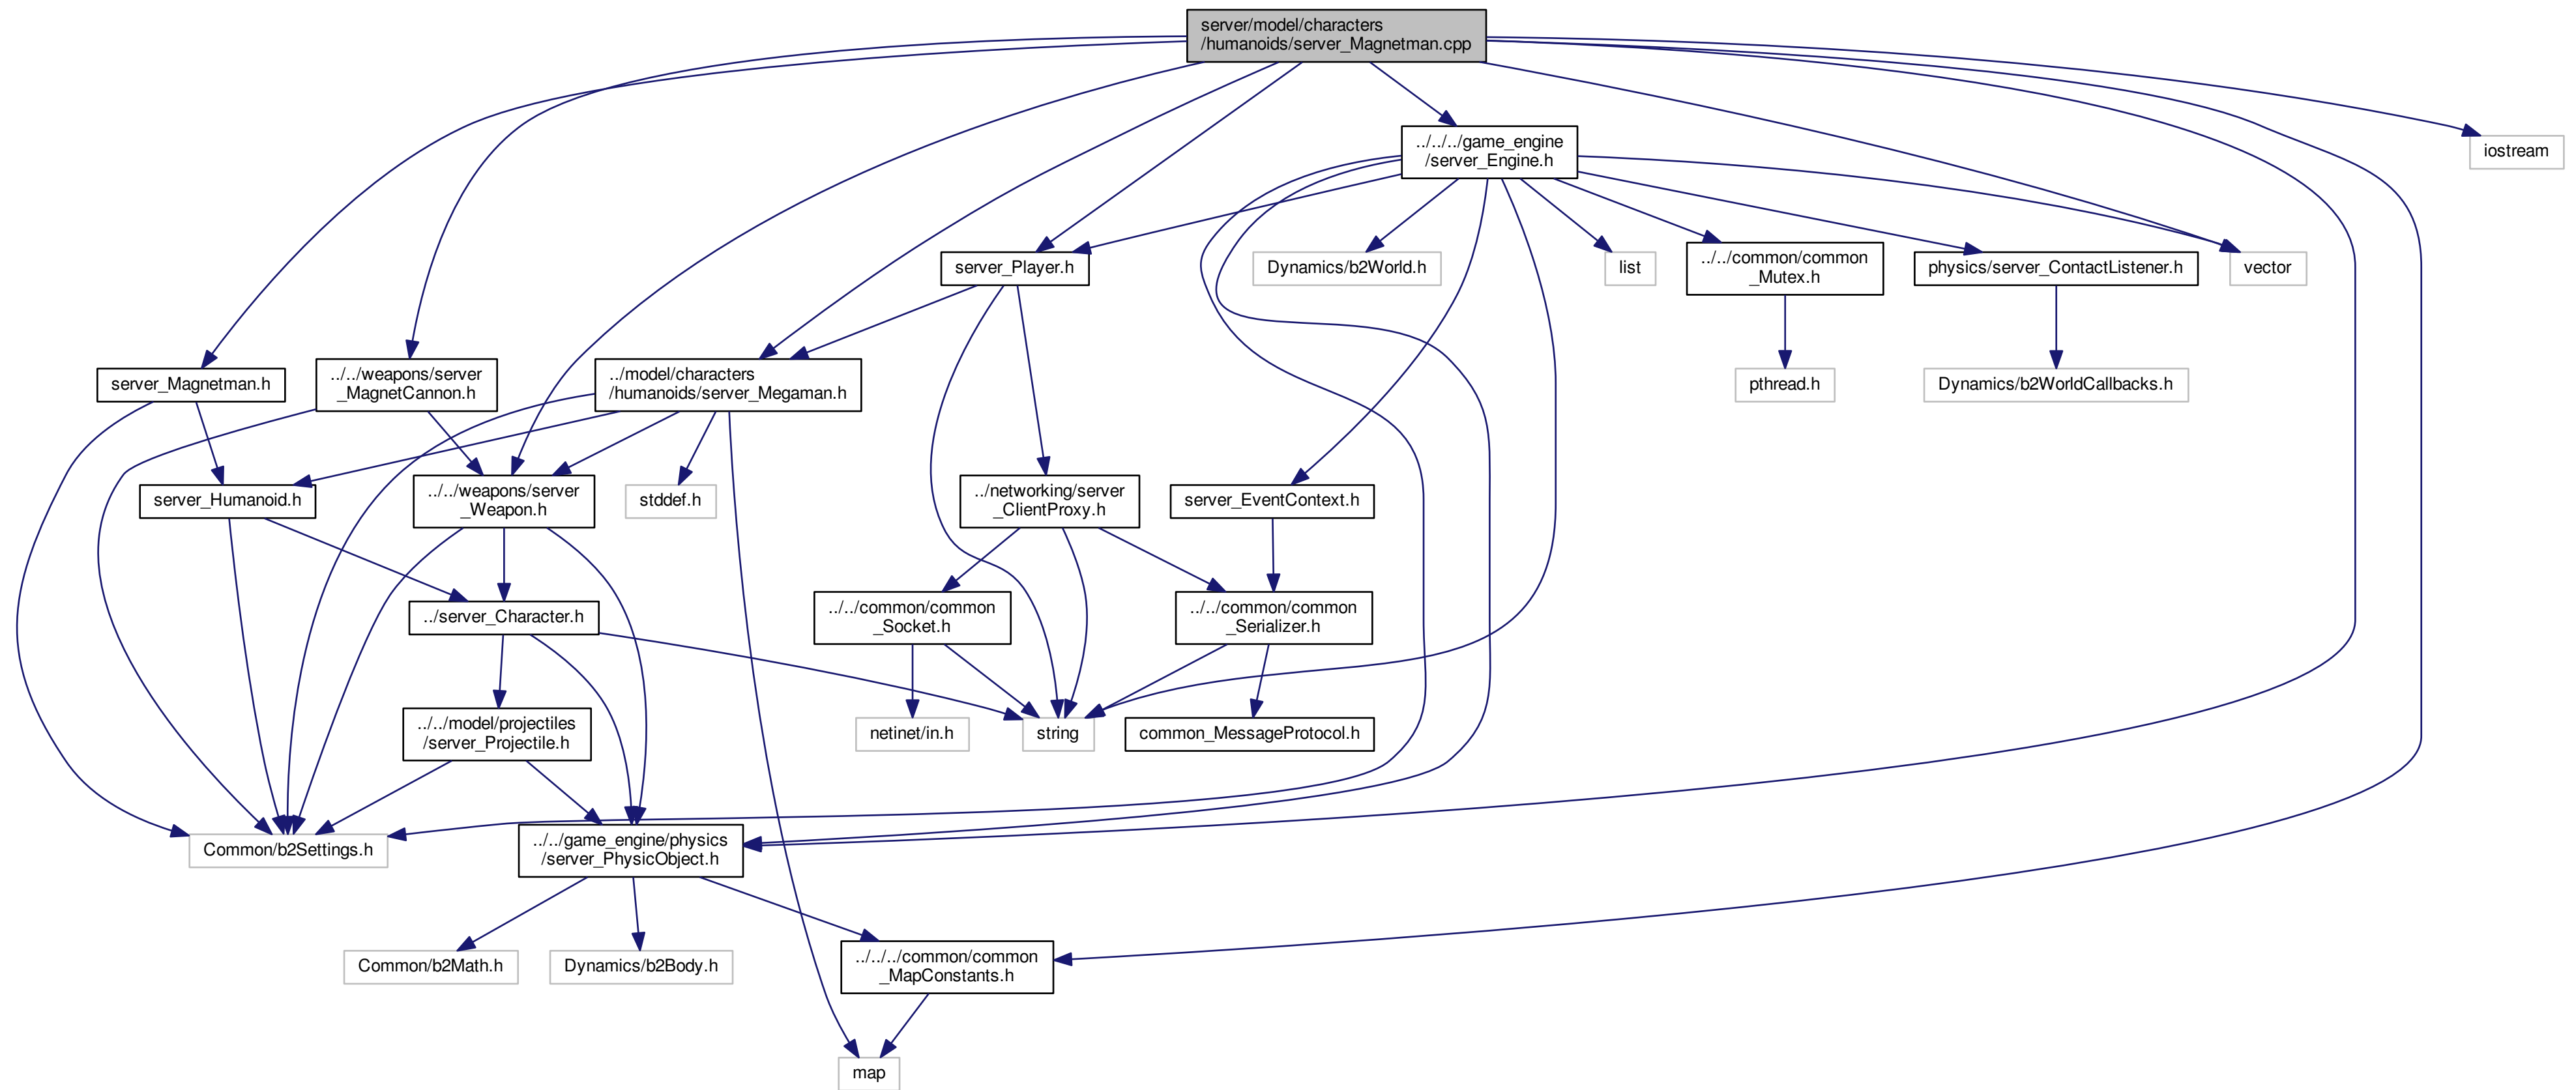 server/model/characters
/humanoids/server_Magnetman.cpp
../../../game_engine
/server_Engine.h
iostream
server_Player.h
Dynamics/b2World.h
list
../../common/common
_Mutex.h
physics/server_ContactListener.h
vector
server_Magnetman.h
../../weapons/server
_MagnetCannon.h
../model/characters
/humanoids/server_Megaman.h
pthread.h
Dynamics/b2WorldCallbacks.h
server_Humanoid.h
../../weapons/server
_Weapon.h
stddef.h
../networking/server
_ClientProxy.h
server_EventContext.h
../server_Character.h
../../common/common
_Socket.h
../../common/common
_Serializer.h
../../model/projectiles
/server_Projectile.h
netinet/in.h
string
common_MessageProtocol.h
Common/b2Settings.h
../../game_engine/physics
/server_PhysicObject.h
Common/b2Math.h
Dynamics/b2Body.h
../../../common/common
_MapConstants.h
map